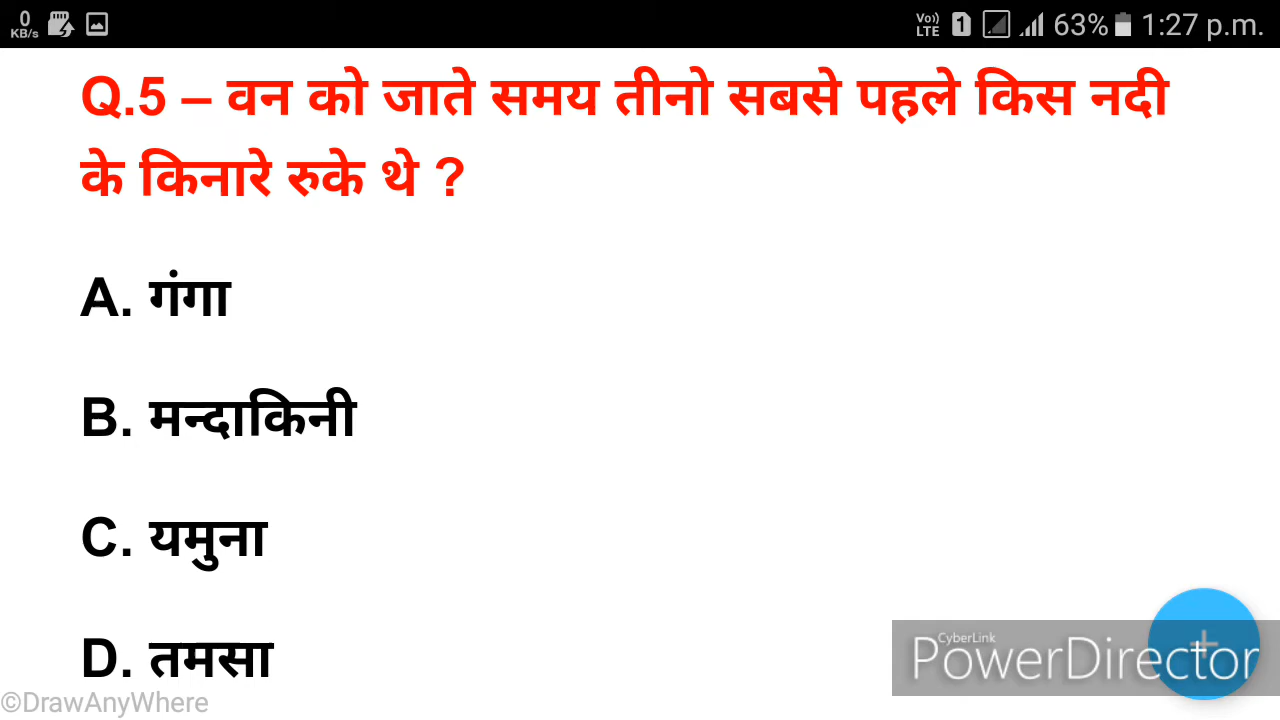 0
KB/s
Vo))
LTE
1
63%
1:27 p.m.
Q.5 – वन को जाते समय तीनो सबसे पहले किस नदी
के किनारे रुके थे ?
A. गंगा
B. मन्दाकिनी
C. यमुना
D. तमसा
CyberLink
PowerDirector
©DrawAnyWhere